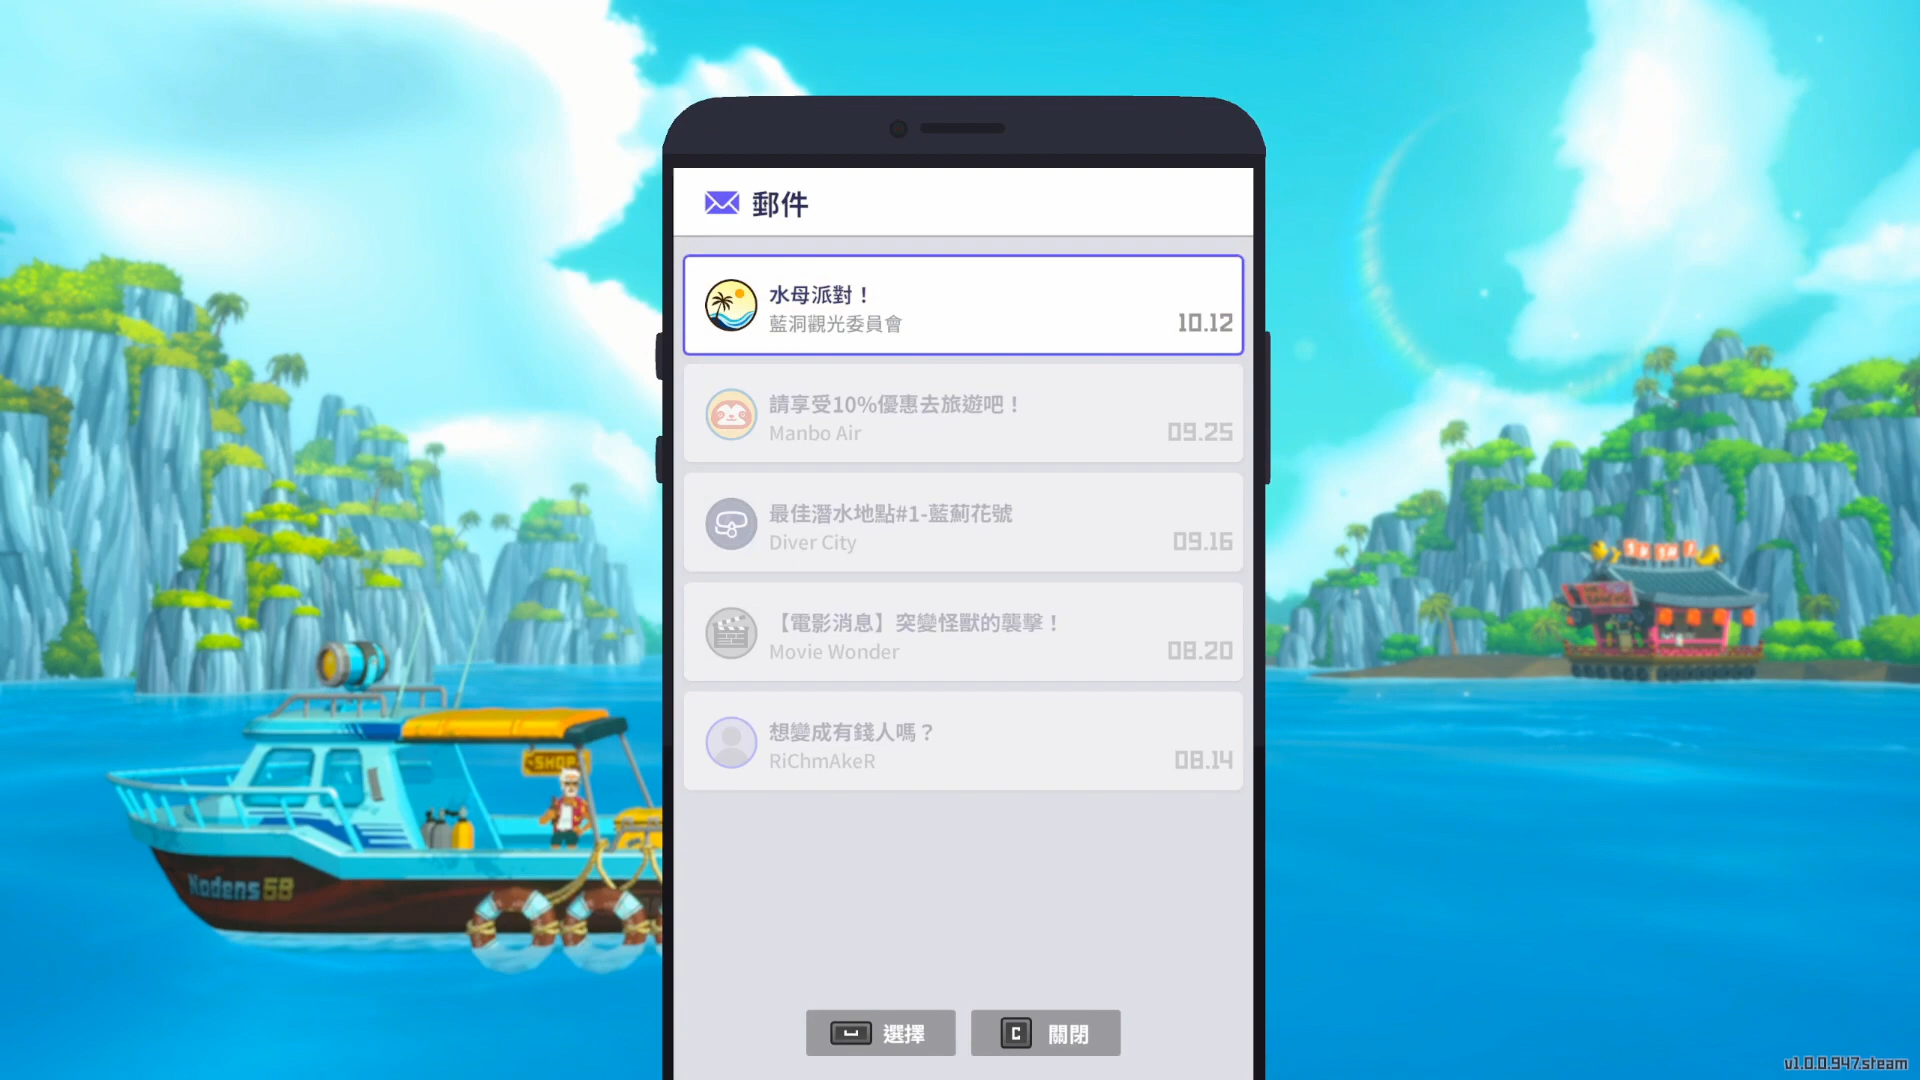 郵件
水母派對！
藍洞觀光委員會
10.12
請享受10%優惠去旅遊吧！
Manbo Air
09.25
最佳潛水地點#1-藍薊花號
Diver City
09.16
【電影消息】突變怪獸的襲擊！
Movie Wonder
08.20
想變成有錢人嗎？
RiChmAkeR
08.14
SHOP
Nodens58
選擇
C 關閉
v1.0.0.947.steam